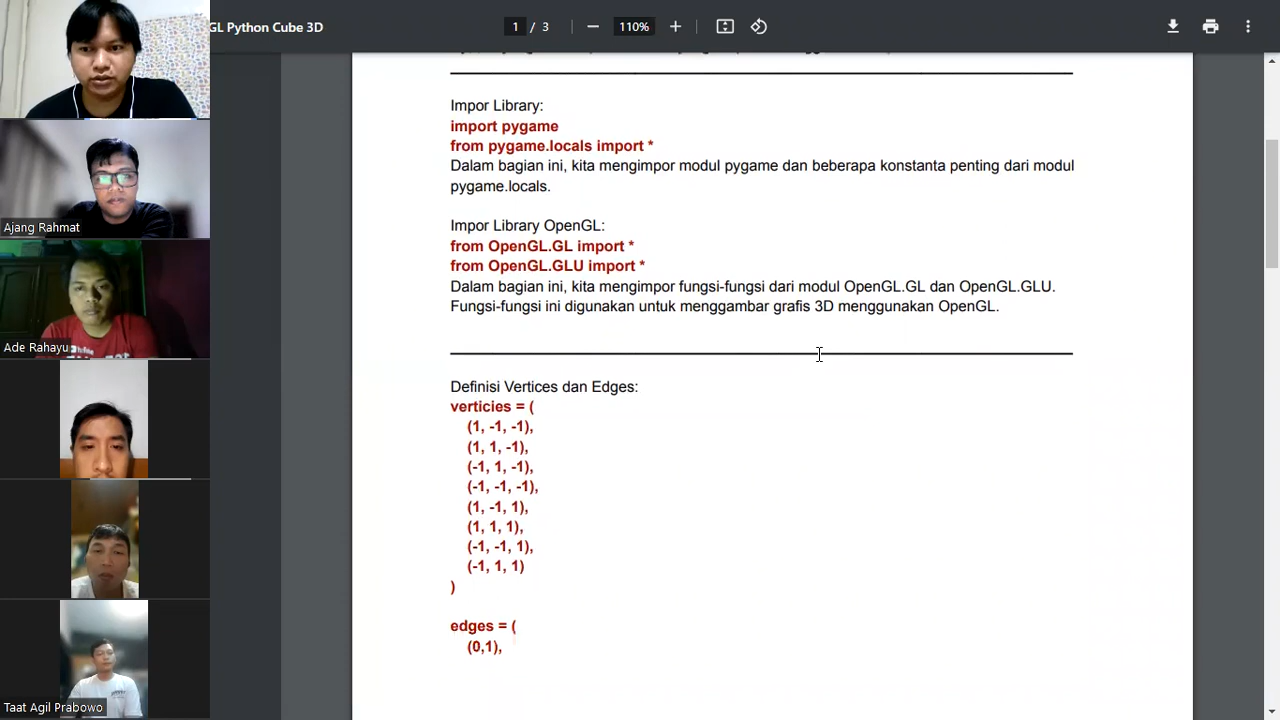 GL Python Cube 3D
1 / 3
110%
Impor Library:
import pygame
from pygame.locals import *
Dalam bagian ini, kita mengimpor modul pygame dan beberapa konstanta penting dari modul
pygame.locals.
Impor Library OpenGL:
from OpenGL.GL import *
from OpenGL.GLU import *
Dalam bagian ini, kita mengimpor fungsi-fungsi dari modul OpenGL.GL dan OpenGL.GLU.
Fungsi-fungsi ini digunakan untuk menggambar grafis 3D menggunakan OpenGL.
Definisi Vertices dan Edges:
verticies = (
(1, -1, -1),
(1, 1, -1),
(-1, 1, -1),
(-1, -1, -1),
(1, -1, 1),
(1, 1, 1),
(-1, -1, 1),
(-1, 1, 1)
)
edges = (
(0,1),
Ajang Rahmat
Ade Rahayu
Taat Agil Prabowo